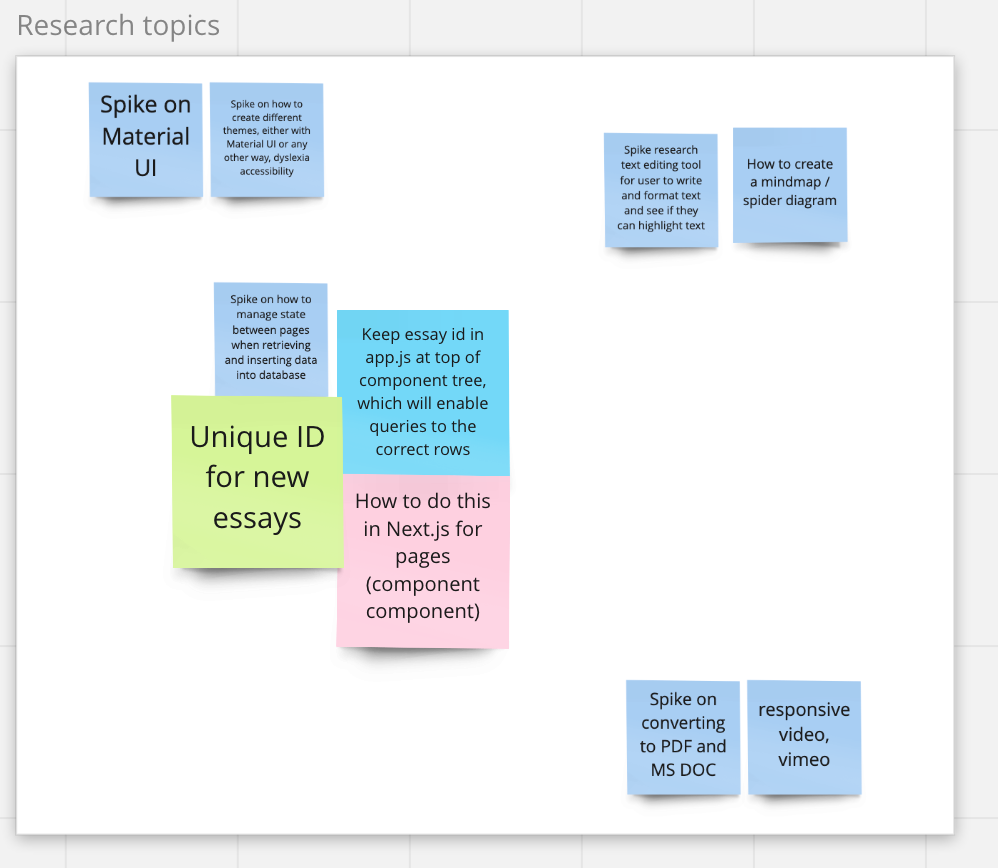 Research topics
Spike on
Material
UI
Spike on how to
create different
themes, either with
Material UI or any
other way, dyslexia
accessibility
Spike research
text editing tool
for user to write
and format text
and see if they
can highlight text
How to create
a mindmap /
spider diagram
Spike on how to
manage state
between pages
when retrieving
and inserting data
into database
Keep essay id in
app.js at top of
component tree,
which will enable
queries to the
correct rows
Unique ID
for new
essays
How to do this
in Next.js for
pages
(component
component)
Spike on
converting
to PDF and
MS DOC
responsive
video,
vimeo